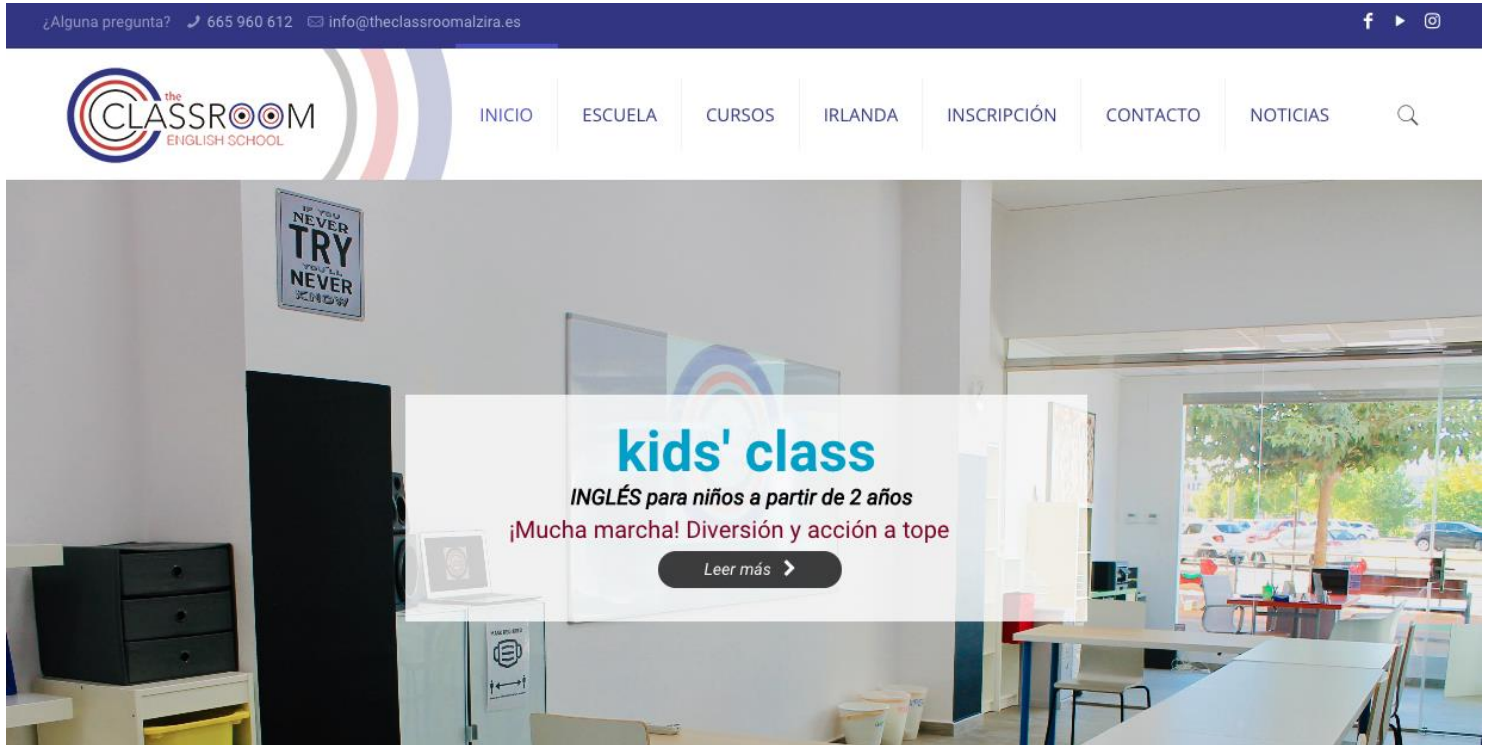 ¿Alguna pregunta? 665 960 612 info@theclassroomalzira.es
the
CLASSROOM
ENGLISH SCHOOL
INICIO ESCUELA CURSOS IRLANDA INSCRIPCIÓN CONTACTO NOTICIAS
IF YOU
NEVER
TRY
YOU'LL
NEVER
KNOW
kids' class
INGLÉS para niños a partir de 2 años
¡Mucha marcha! Diversión y acción a tope
Leer más